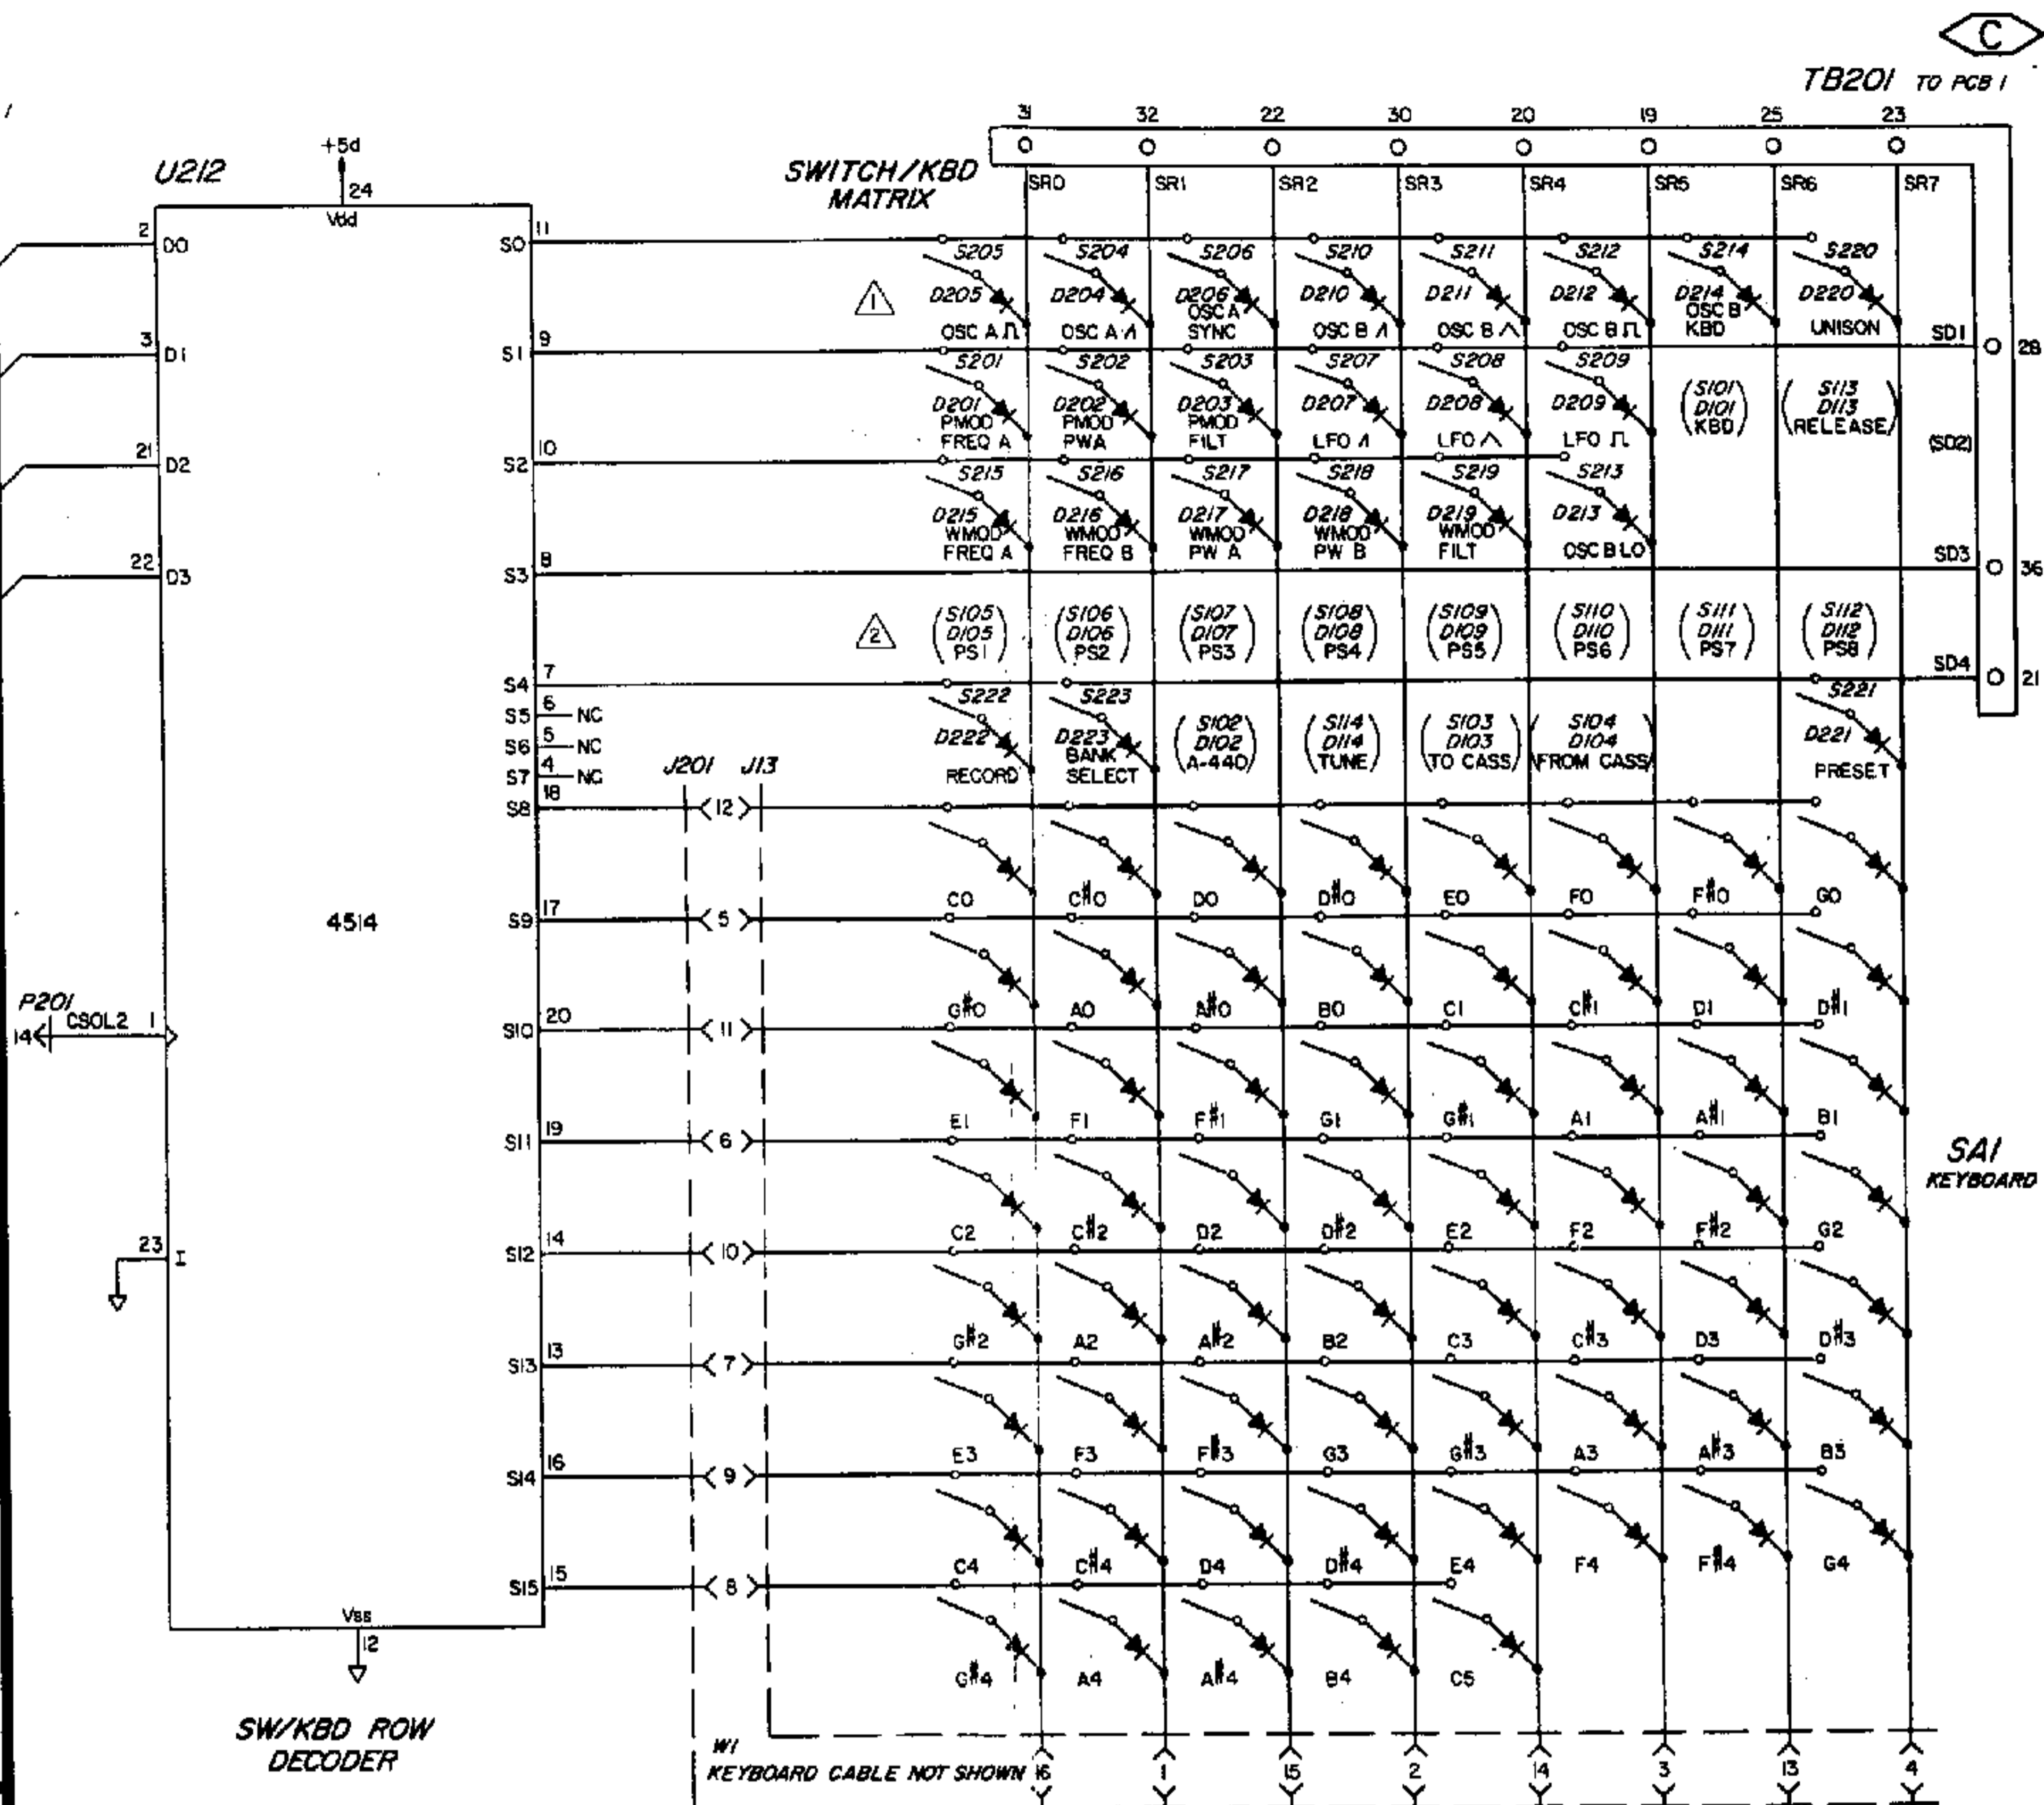 C
TB201 TO PCB 1
31 32 22 30 20 19 25 23
+5d
U212
24
Vdd
SWITCH/KBD
MATRIX
SR0 SR1 SR2 SR3 SR4 SR5 SR6 SR7
2 D0 S0 11
S205 S204 S206 S210 S211 S212 S214 S220
1 D205 D204 D206 D210 D211 D212 D214 D220
OSC A OSC A OSC A SYNC OSC B OSC B OSC B OSC B KBD UNISON
3 D1 S1 9 SD1 28
S201 S202 S203 S207 S208 S209 (S101 (S113
D201 D202 D203 D207 D208 D209 D101 D113
PMOD PMOD PMOD KBD) RELEASE)
FREQ A PWA FILT LFO LFO LFO
21 D2 S2 10 (SD2)
S215 S216 S217 S218 S219 S213
D215 D216 D217 D218 D219 D213
WMOD WMOD WMOD WMOD WMOD
FREQ A FREQ B PW A PW B FILT OSC B LO
22 D3 S3 8 SD3 36
(S105 (S106 (S107 (S108 (S109 (S110 (S111 (S112
2 D105 D106 D107 D108 D109 D110 D111 D112
PS1) PS2) PS3) PS4) PS5) PS6) PS7) PS8)
S4 7 SD4 21
S5 6 NC
S6 5 NC
S7 4 NC
S222 S223 (S102 (S114 (S103 (S104 S221
D222 D223 D102 D114 D103 D104 D221
BANK A-440) TUNE) TO CASS) FROM CASS)
RECORD SELECT PRESET
J201 J13
S8 18 12
C0 C#0 D0 D#0 E0 F0 F#0 G0
4514
S9 17 5
G#0 A0 A#0 B0 C1 C#1 D1 D#1
P201
14 CSOL2 1
S10 20 11
E1 F1 F#1 G1 G#1 A1 A#1 B1
S11 19 6
SA1
KEYBOARD
C2 C#2 D2 D#2 E2 F2 F#2 G2
23 I
S12 14 10
G#2 A2 A#2 B2 C3 C#3 D3 D#3
S13 13 7
E3 F3 F#3 G3 G#3 A3 A#3 B3
S14 16 9
C4 C#4 D4 D#4 E4 F4 F#4 G4
S15 15 8
Vss
12
G#4 A4 A#4 B4 C5
SW/KBD ROW
DECODER
W1
KEYBOARD CABLE NOT SHOWN
16 1 15 2 14 3 13 4